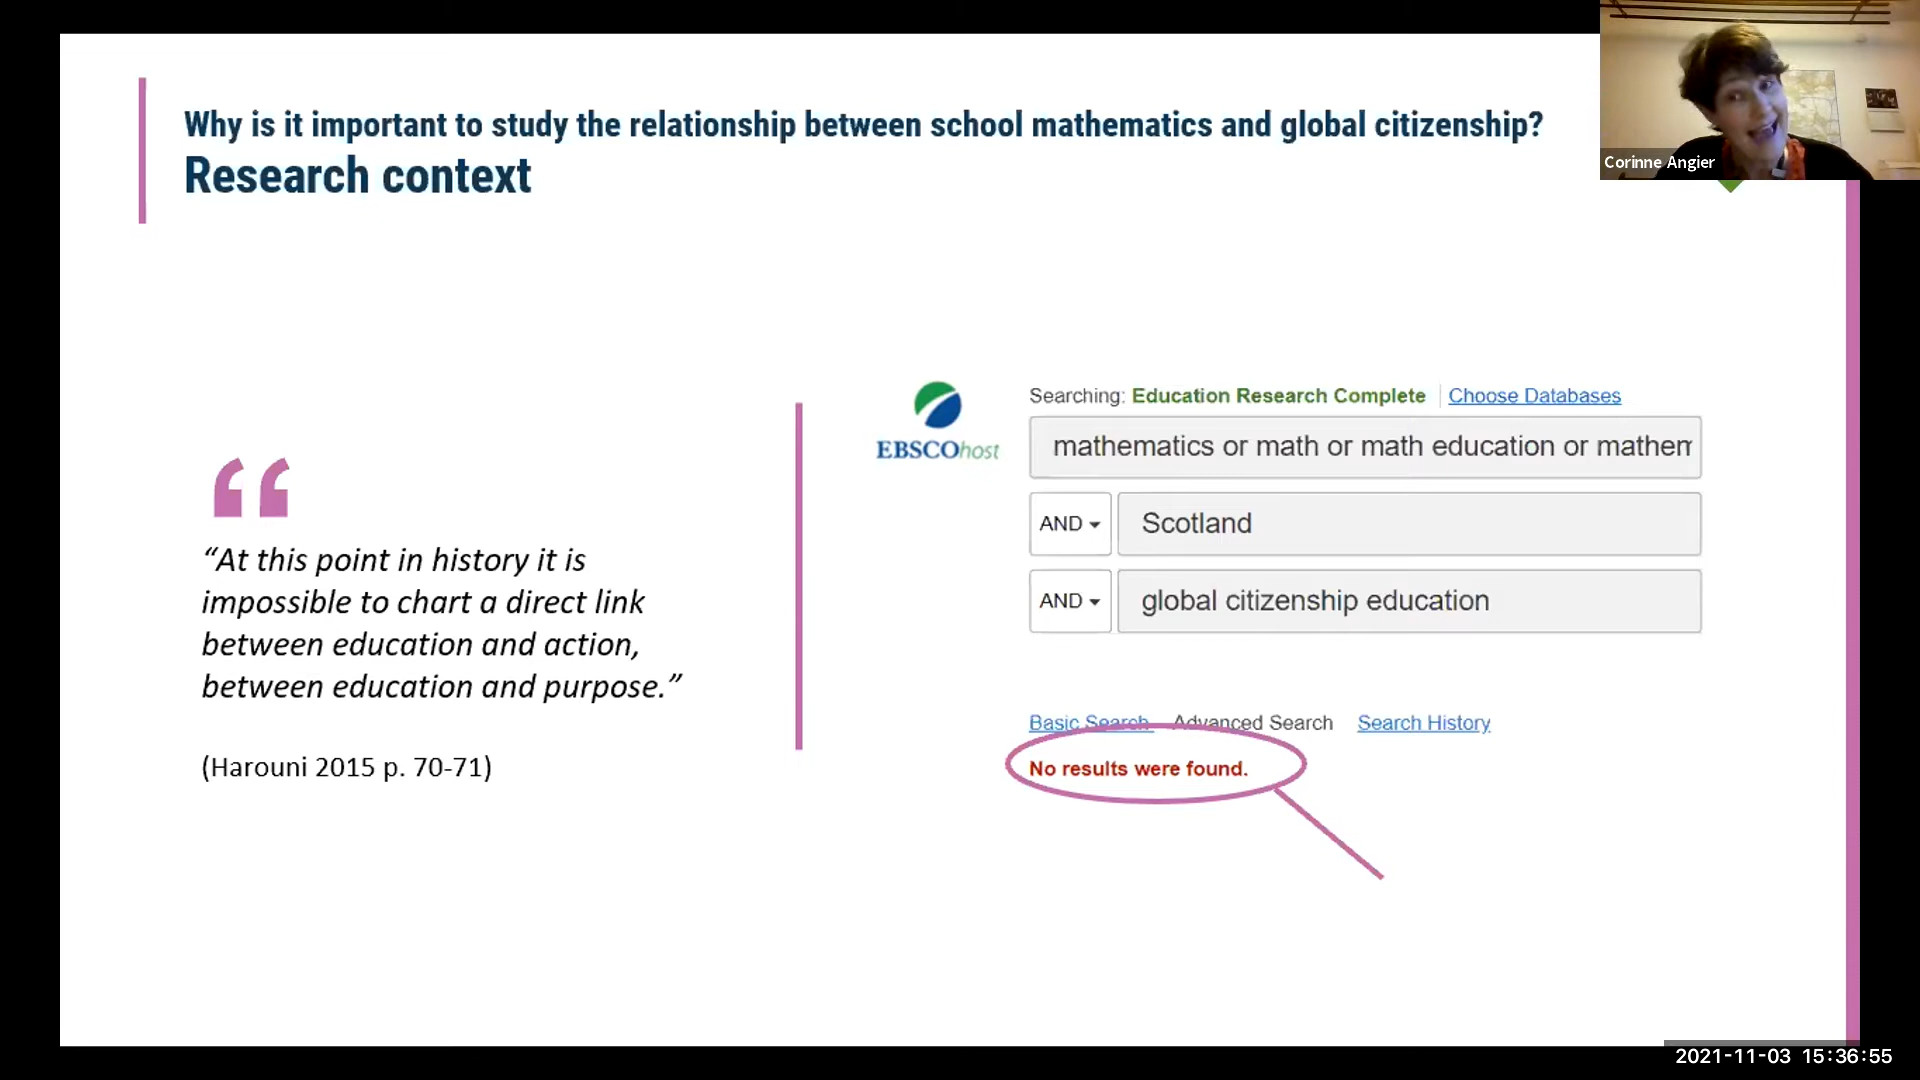 Why is it important to study the relationship between school mathematics and global citizenship?
Research context
Corinne Angier
“At this point in history it is
impossible to chart a direct link
between education and action,
between education and purpose.”
(Harouni 2015 p. 70-71)
EBSCOhost
Searching: Education Research Complete Choose Databases
mathematics or math or math education or mathem
AND Scotland
AND global citizenship education
Basic Search Advanced Search Search History
No results were found.
2021-11-03 15:36:55